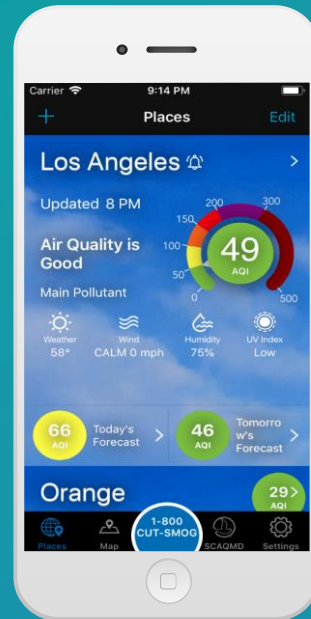 Carrier 9:14 PM
+ Places Edit
Los Angeles >
Updated 8 PM
200 300
150
Air Quality is
Good
100
49
AQI
50
Main Pollutant
0 500
Weather Wind Humidity UV Index
58° CALM 0 mph 75% Low
66
AQI
Today's
Forecast >
46
AQI
Tomorro
w's
Forecast >
Orange
29>
AQI
1-800
CUT-SMOG
Places Map SCAQMD Settings